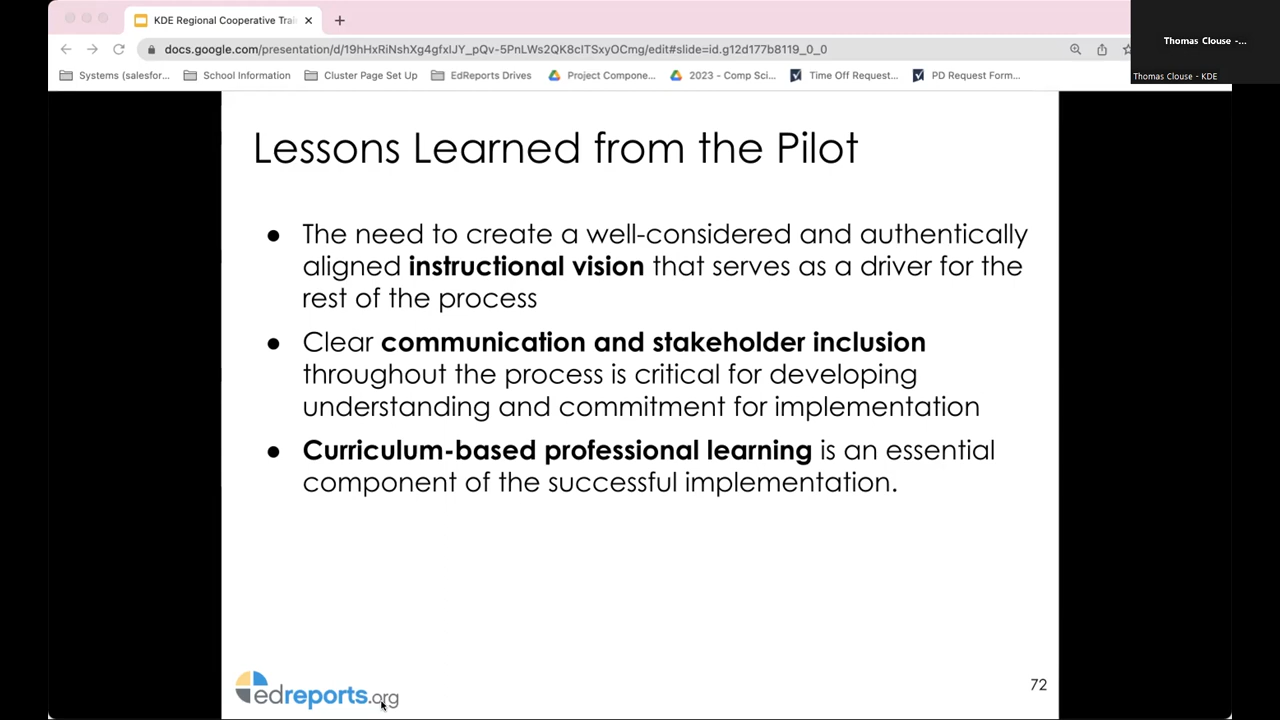 KDE Regional Cooperative Trai
docs.google.com/presentation/d/19hHxRiNshXg4gfxIJY_pQv-5PnLWs2QK8cITSxyOCmg/edit#slide=id.g12d177b8119_0_0
Thomas Clouse -...
Thomas Clouse - KDE
Systems (salesfor... School Information Cluster Page Set Up EdReports Drives Project Compone... 2023 - Comp Sci... Time Off Request... PD Request Form...
Lessons Learned from the Pilot
● The need to create a well-considered and authentically
aligned instructional vision that serves as a driver for the
rest of the process
● Clear communication and stakeholder inclusion
throughout the process is critical for developing
understanding and commitment for implementation
● Curriculum-based professional learning is an essential
component of the successful implementation.
edreports.org
72